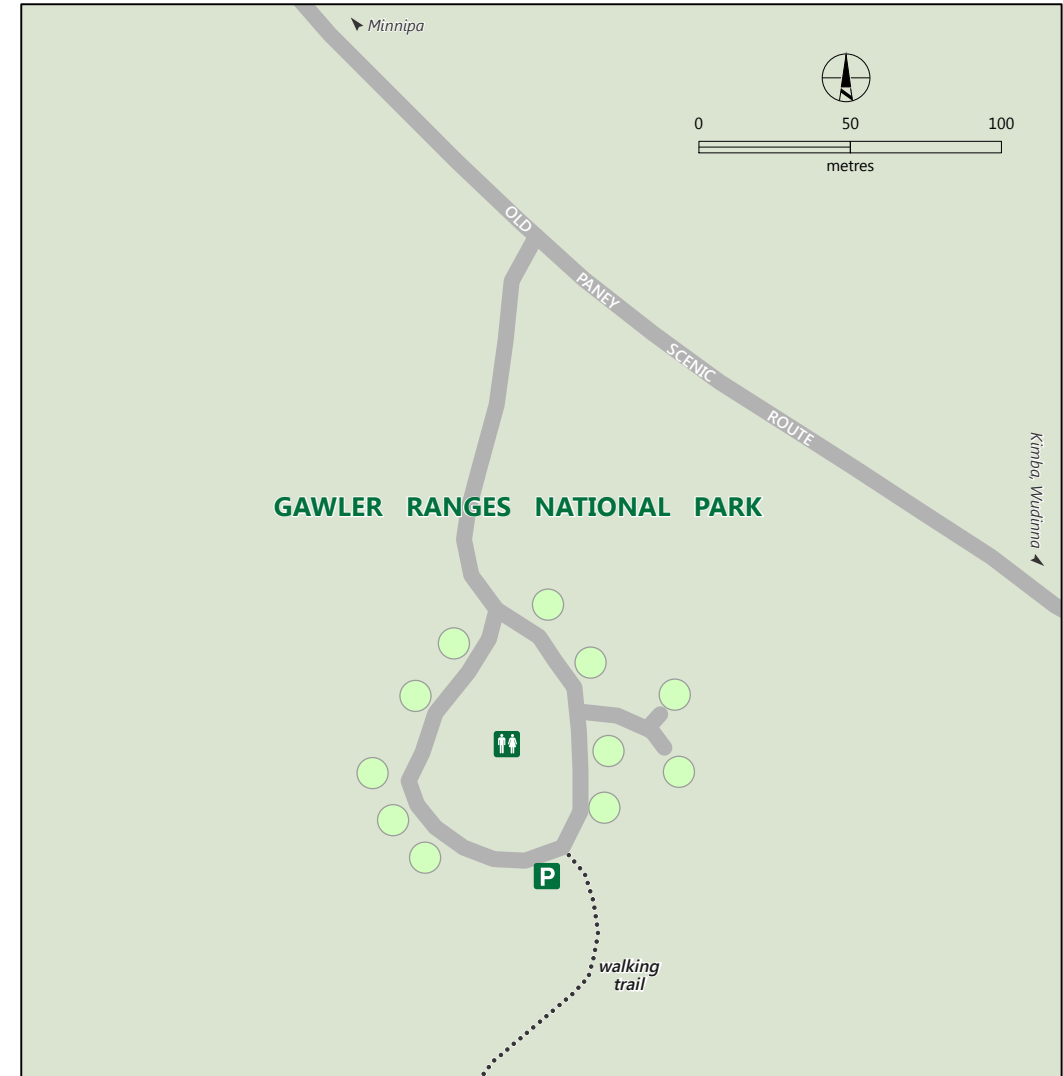 Minnipa
0 50 100
metres
OLD PANEY SCENIC ROUTE
Kimba, Wudinna
GAWLER RANGES NATIONAL PARK
P
walking
trail